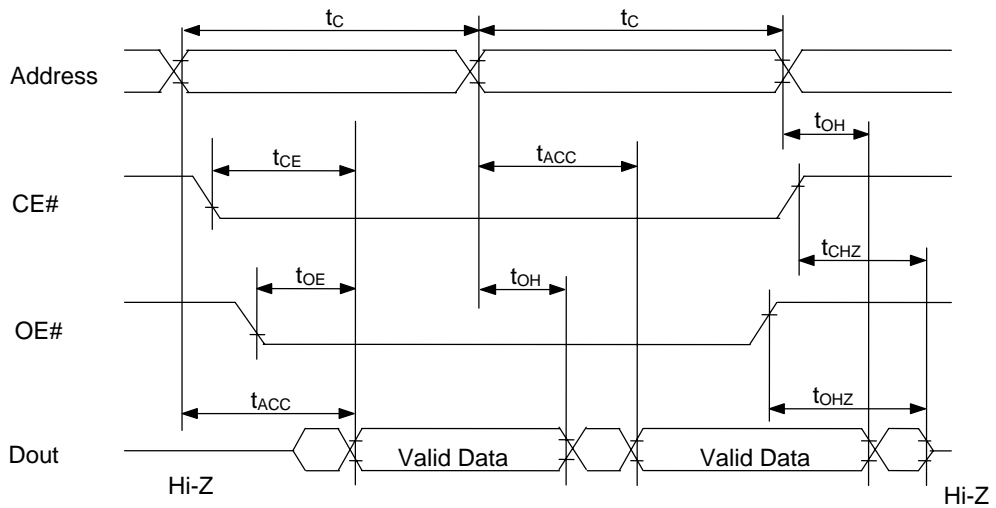 tC tC
Address
tOH
tCE tACC
CE#
tCHZ
tOE tOH
OE#
tOHZ
tACC
Dout Valid Data Valid Data
Hi-Z Hi-Z